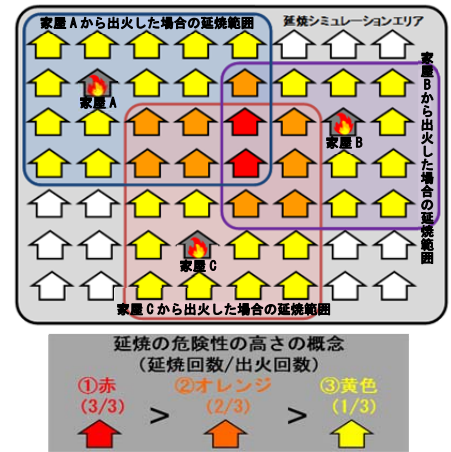 家屋Aから出火した場合の延焼範囲
延焼シミュレーションエリア
家屋A
家屋B
家屋Bから出火した場合の延焼範囲
家屋C
家屋Cから出火した場合の延焼範囲
延焼の危険性の高さの概念
(延焼回数/出火回数)
①赤 ②オレンジ ③黄色
(3/3) > (2/3) > (1/3)